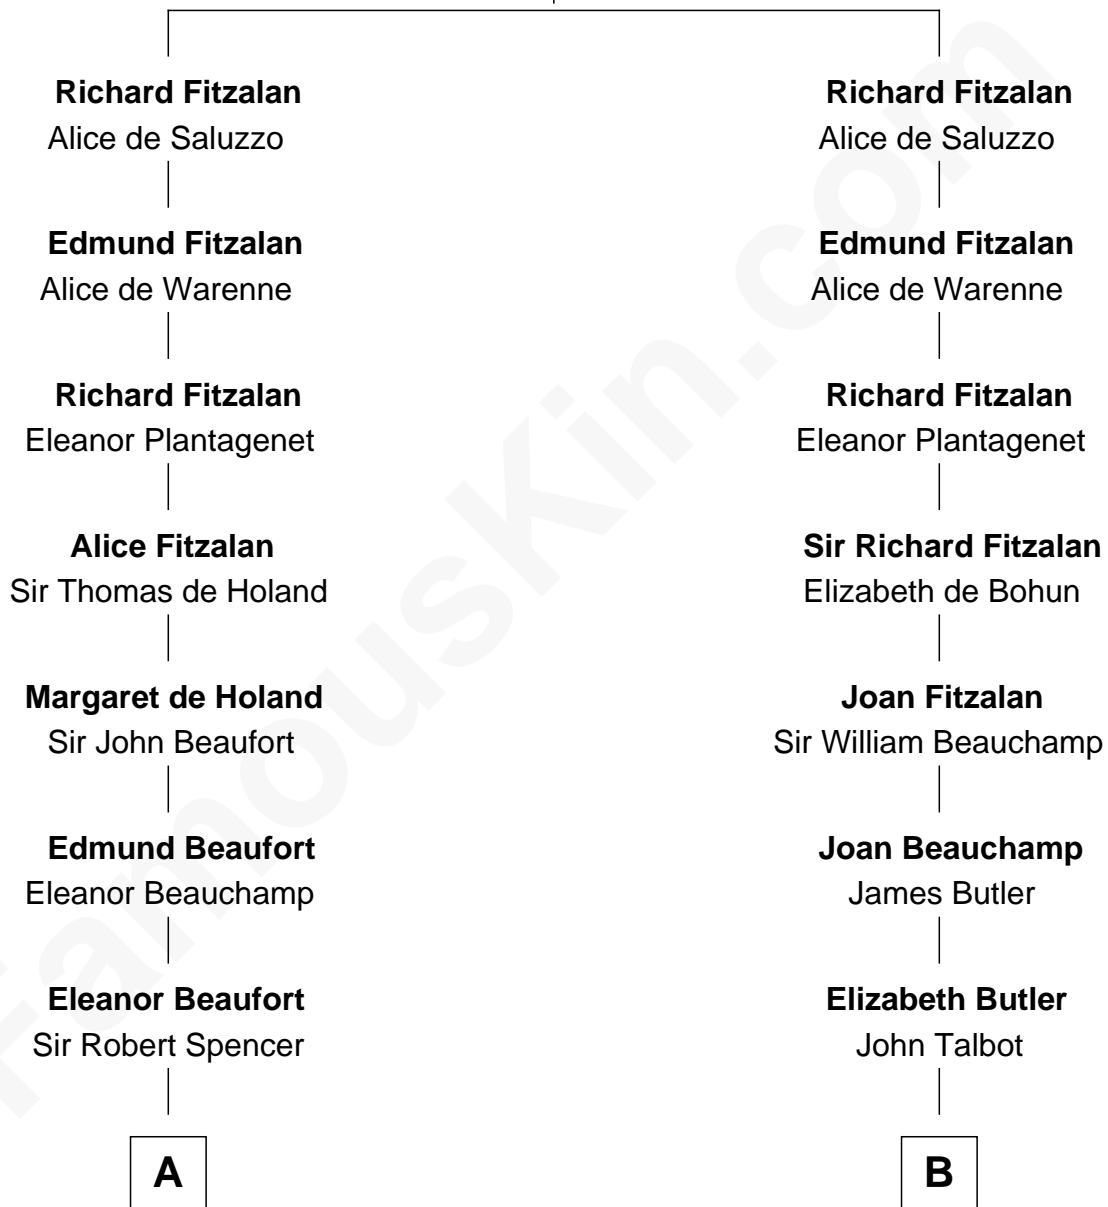 Richard Fitzalan
Alice de Saluzzo
Edmund Fitzalan
Alice de Warenne
Richard Fitzalan
Eleanor Plantagenet
Alice Fitzalan
Sir Thomas de Holand
Margaret de Holand
Sir John Beaufort
Edmund Beaufort
Eleanor Beauchamp
Eleanor Beaufort
Sir Robert Spencer
A
Richard Fitzalan
Alice de Saluzzo
Edmund Fitzalan
Alice de Warenne
Richard Fitzalan
Eleanor Plantagenet
Sir Richard Fitzalan
Elizabeth de Bohun
Joan Fitzalan
Sir William Beauchamp
Joan Beauchamp
James Butler
Elizabeth Butler
John Talbot
B
FamousKin.com